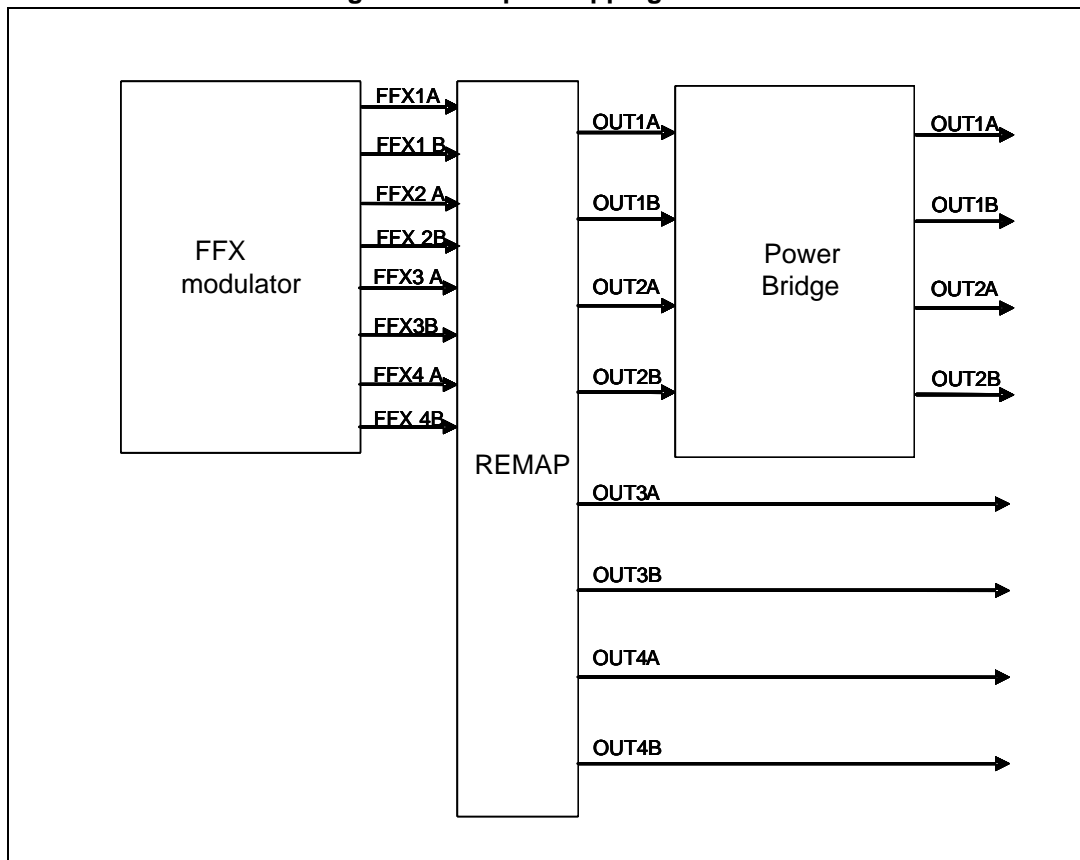 FFX1A
FFX1 B
FFX2 A
FFX 2B
FFX3 A
FFX3B
FFX4 A
FFX 4B
FFX
modulator
REMAP
OUT1A
OUT1B
OUT2A
OUT2B
OUT3A
OUT3B
OUT4A
OUT4B
Power
Bridge
OUT1A
OUT1B
OUT2A
OUT2B